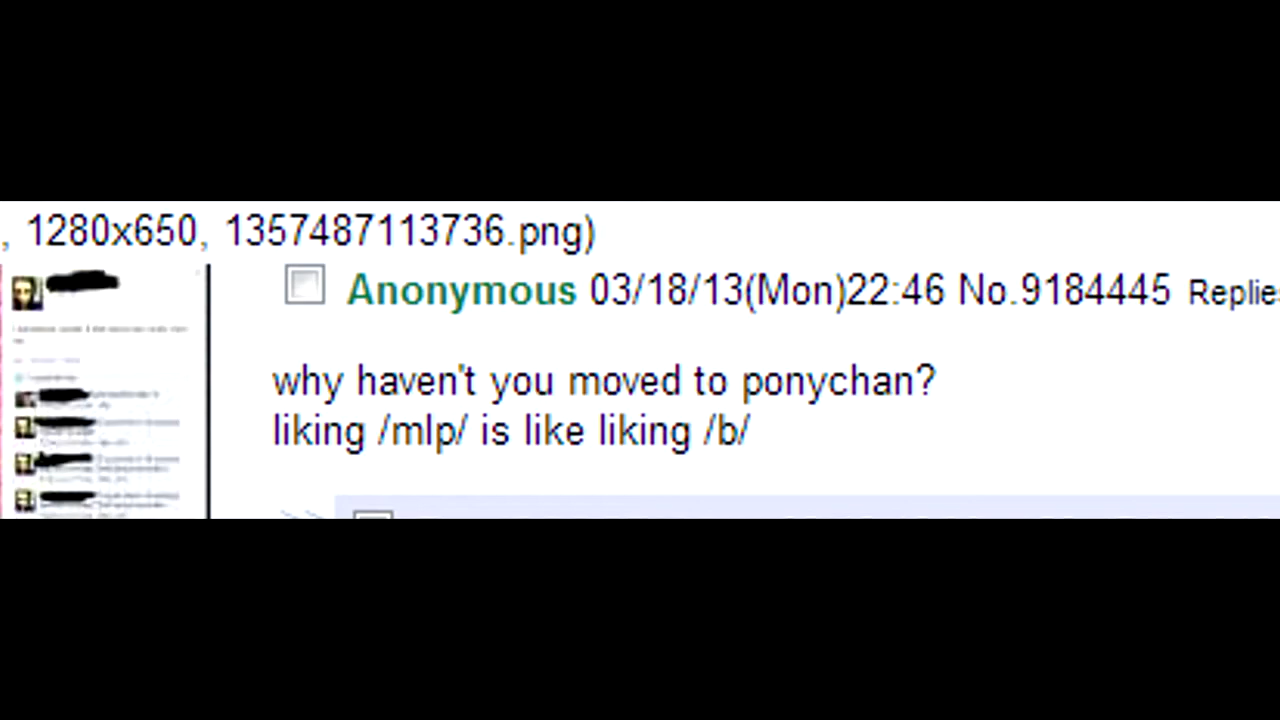 , 1280x650, 1357487113736.png)
Anonymous 03/18/13(Mon)22:46 No.9184445
why haven't you moved to ponychan?
liking /mlp/ is like liking /b/